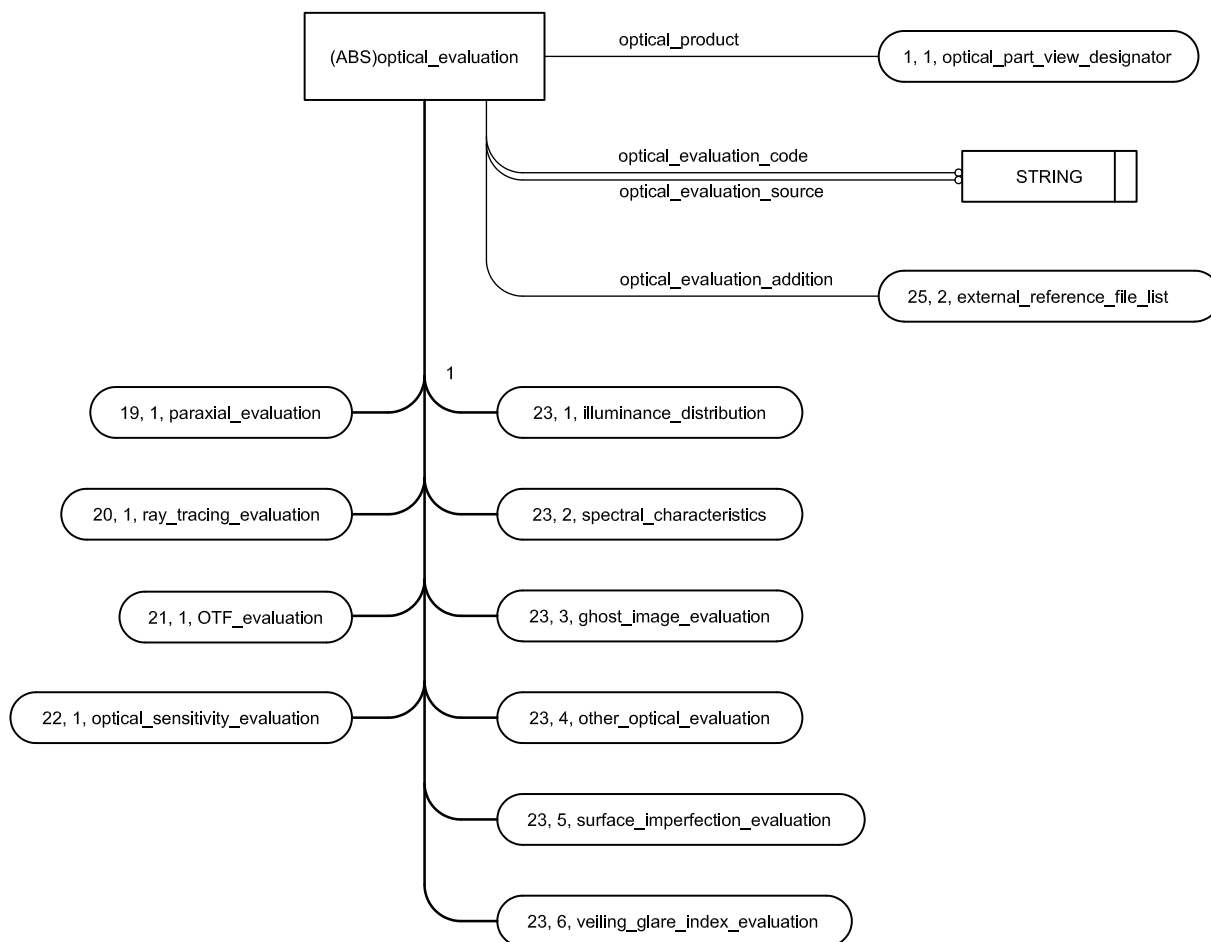 (ABS)optical_evaluation
optical_product
1, 1, optical_part_view_designator
optical_evaluation_code
optical_evaluation_source
STRING
optical_evaluation_addition
25, 2, external_reference_file_list
1
19, 1, paraxial_evaluation
23, 1, illuminance_distribution
20, 1, ray_tracing_evaluation
23, 2, spectral_characteristics
21, 1, OTF_evaluation
23, 3, ghost_image_evaluation
22, 1, optical_sensitivity_evaluation
23, 4, other_optical_evaluation
23, 5, surface_imperfection_evaluation
23, 6, veiling_glare_index_evaluation